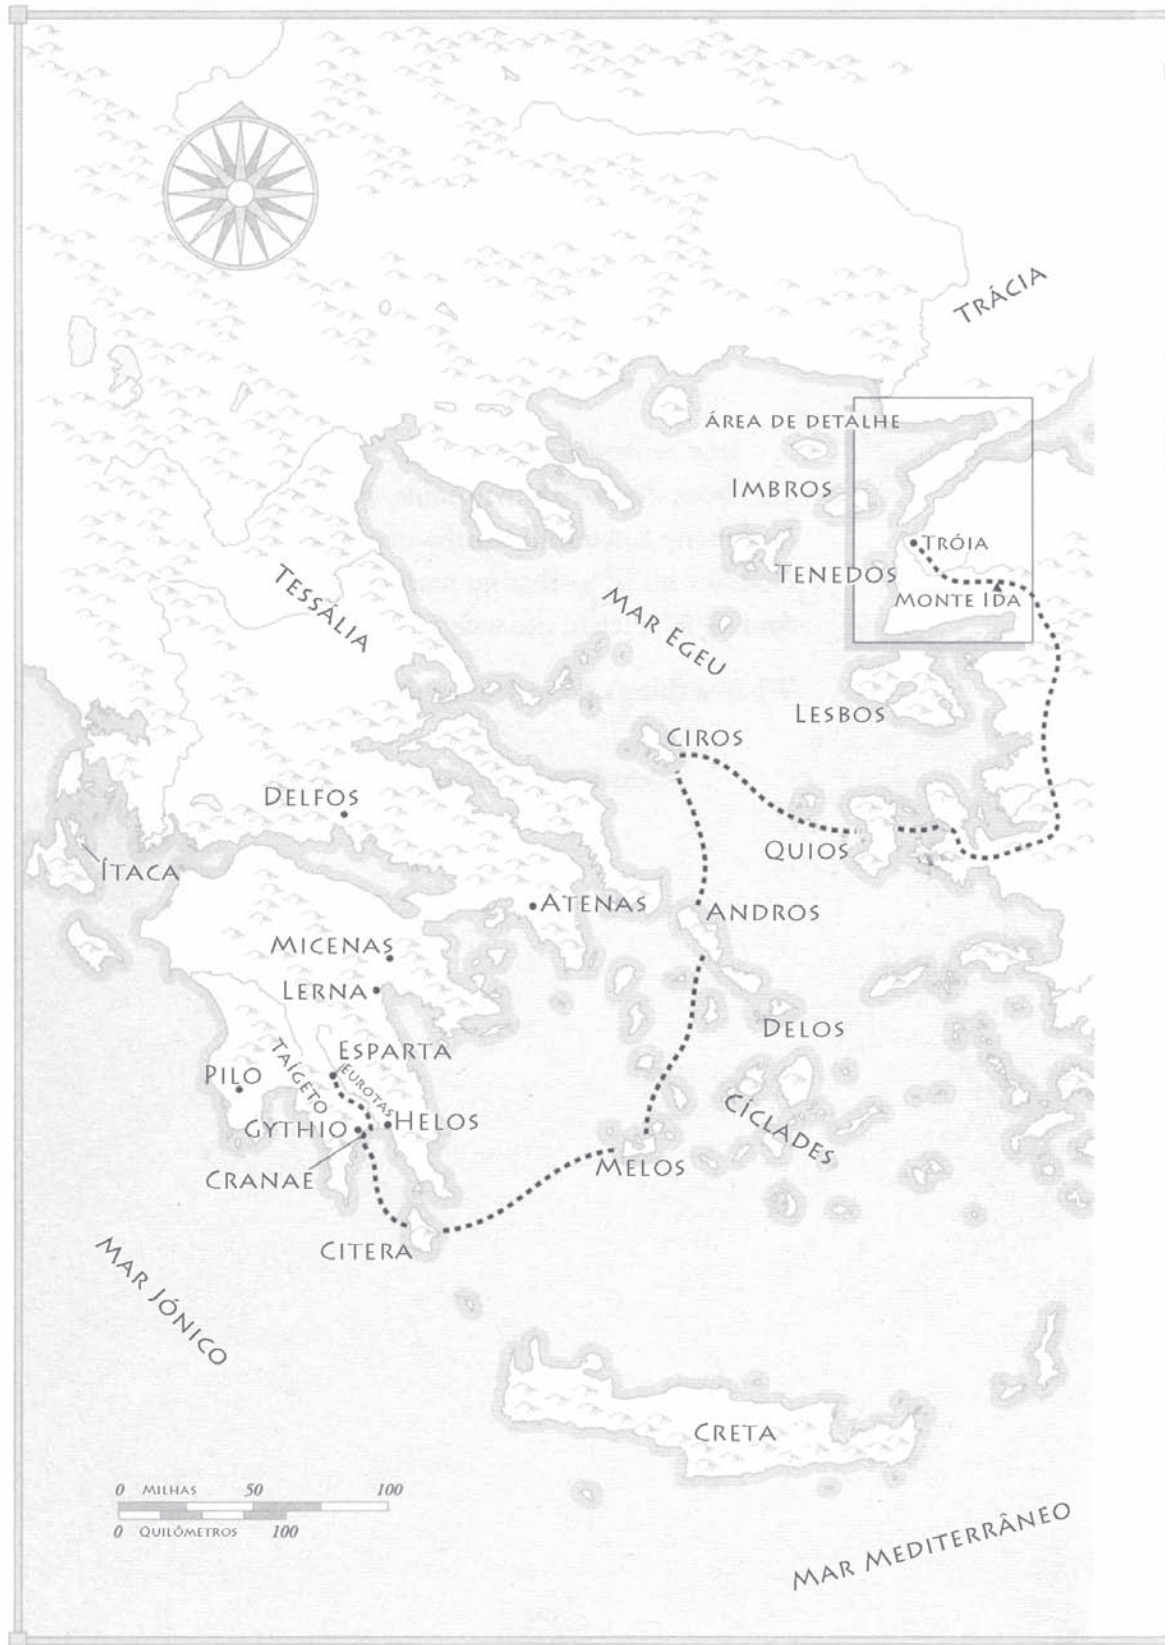 TRÁCIA
ÁREA DE DETALHE
IMBROS
TRÓIA
TENEDOS
MONTE IDA
TESSÁLIA
MAR EGEU
LESBOS
CIROS
DELFOS
QUIOS
ÍTACA
ATENAS
ANDROS
MICENAS
LERNA
DELOS
ESPARTA
TAÍGETO
EUROTAS
PILO
CÍCLADES
HELOS
GYTHIO
MELOS
CRANAE
CITERA
MAR JÓNICO
CRETA
0 MILHAS 50 100
0 QUILÓMETROS 100
MAR MEDITERRÂNEO